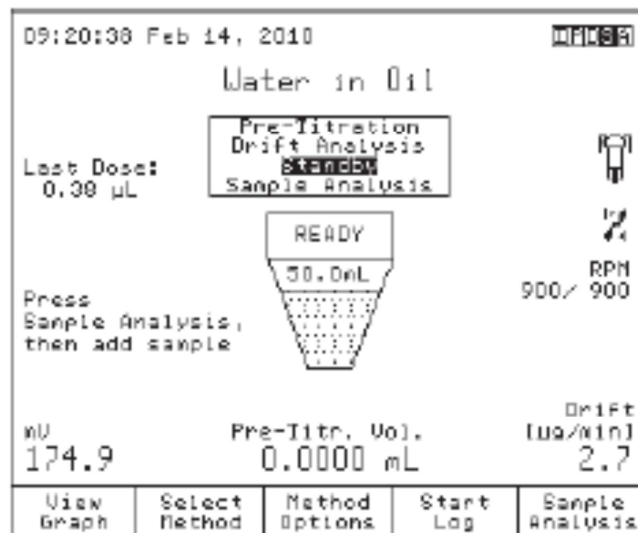 09:20:38 Feb 14, 2010
Water in Oil
Pre-Titration
Drift Analysis
Standby
Sample Analysis
Last Dose:
0.38 µL
READY
50.0mL
RPM
900/ 900
Press
Sample Analysis,
then add sample
mV
174.9
Pre-Titr. Vol.
0.0000 mL
Drift
[µg/min]
2.7
View Graph
Select Method
Method Options
Start Log
Sample Analysis